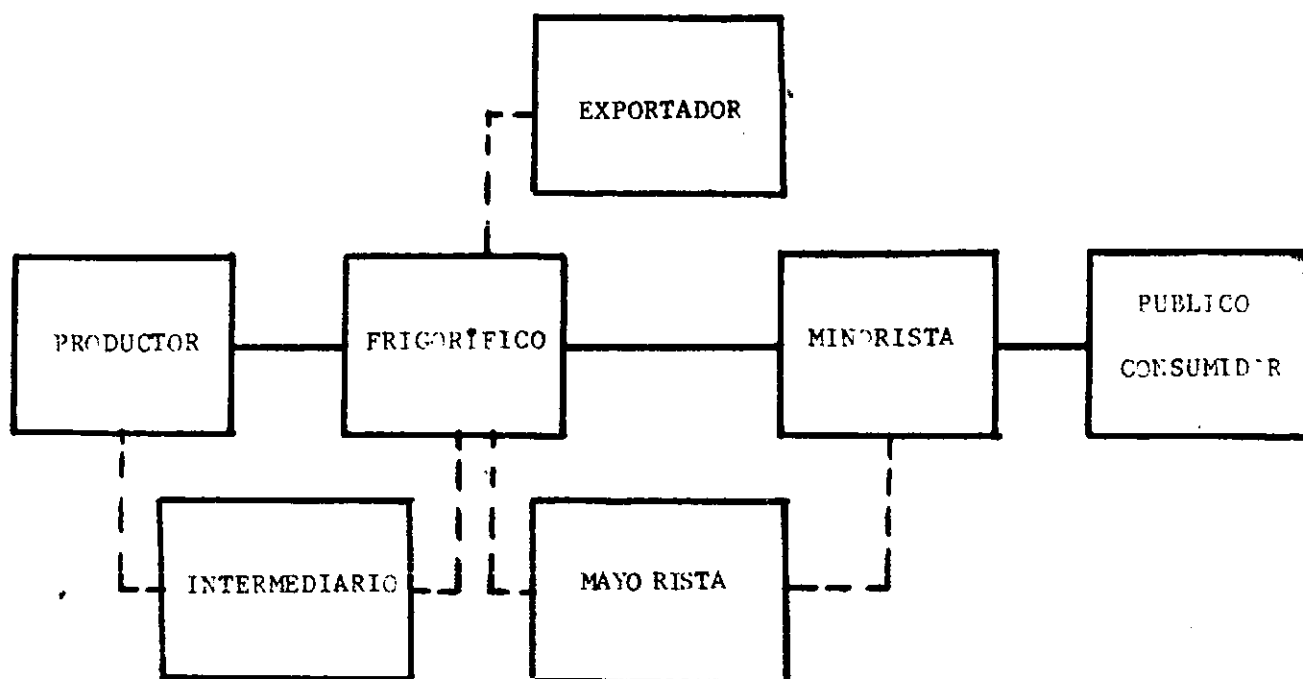 EXPORTADOR
PRODUCTOR
FRIGORÍFICO
MINORISTA
PUBLICO
CONSUMIDOR
INTERMEDIARIO
MAYO RISTA